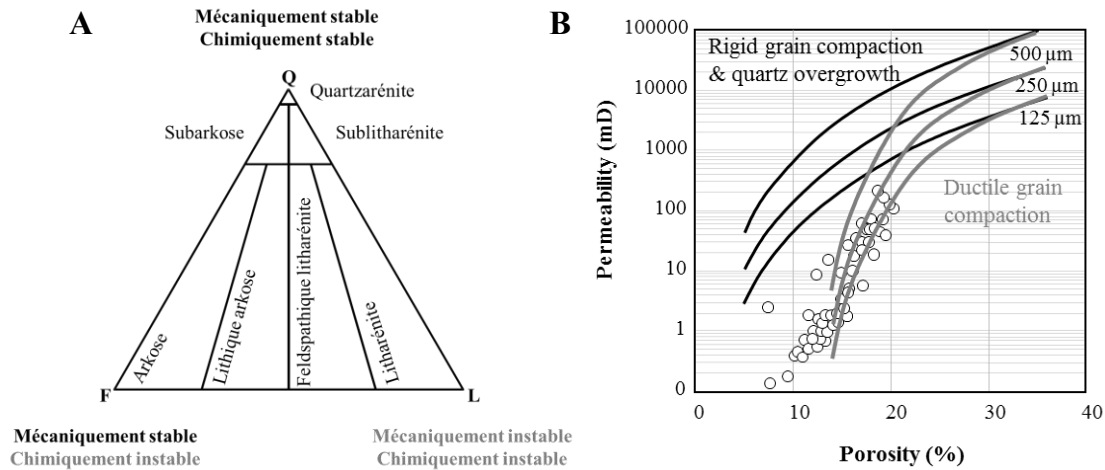 A
Mécaniquement stable
Chimiquement stable
Q
Quartzarénite
Subarkose
Sublitharénite
Arkose
Lithique arkose
Feldspathique litharénite
Litharénite
F
L
Mécaniquement stable
Chimiquement instable
Mécaniquement instable
Chimiquement instable
B
Permeability (mD)
100000
10000
1000
100
10
1
0
Rigid grain compaction
& quartz overgrowth
500 µm
250 µm
125 µm
Ductile grain
compaction
0 10 20 30 40
Porosity (%)